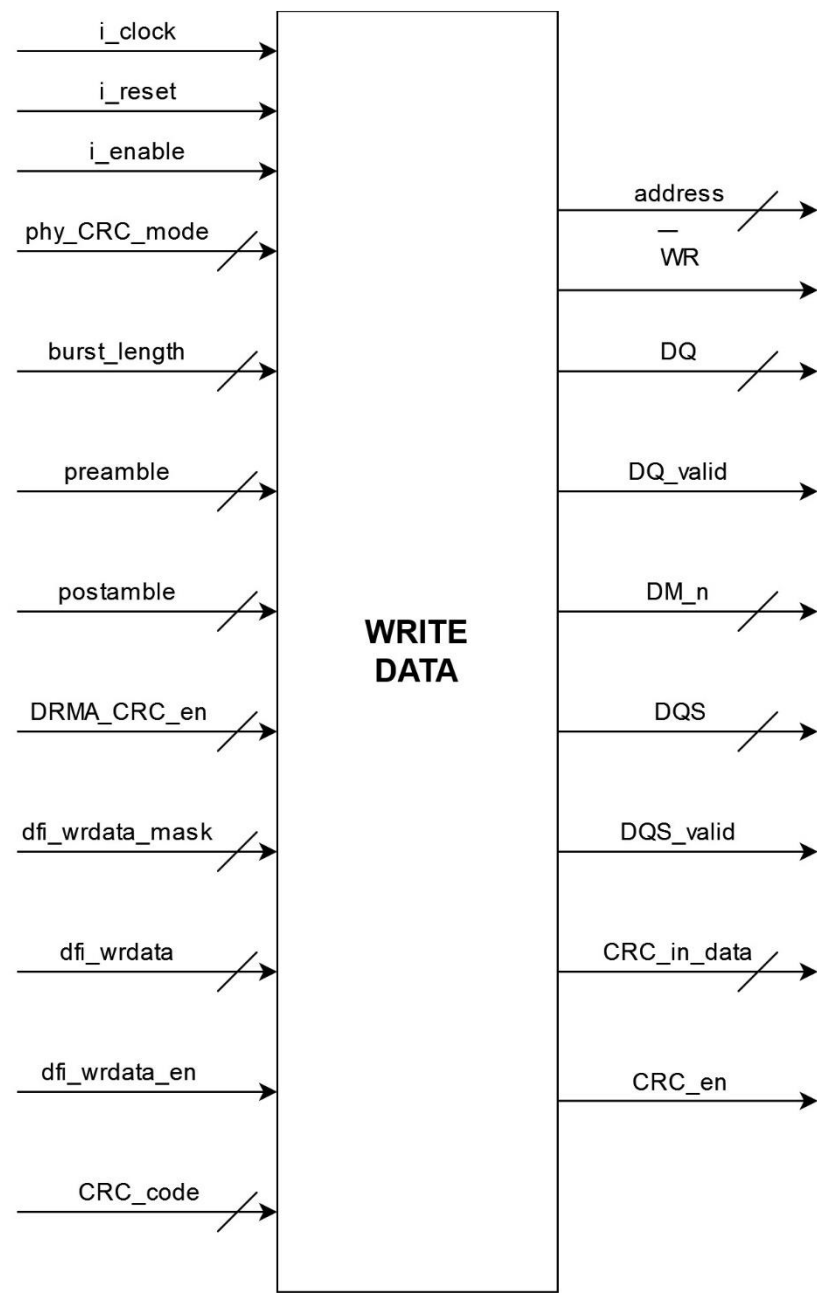 i_clock
i_reset
i_enable
phy_CRC_mode
burst_length
preamble
postamble
DRMA_CRC_en
dfi_wrdata_mask
dfi_wrdata
dfi_wrdata_en
CRC_code
WRITE
DATA
address
_
WR
DQ
DQ_valid
DM_n
DQS
DQS_valid
CRC_in_data
CRC_en